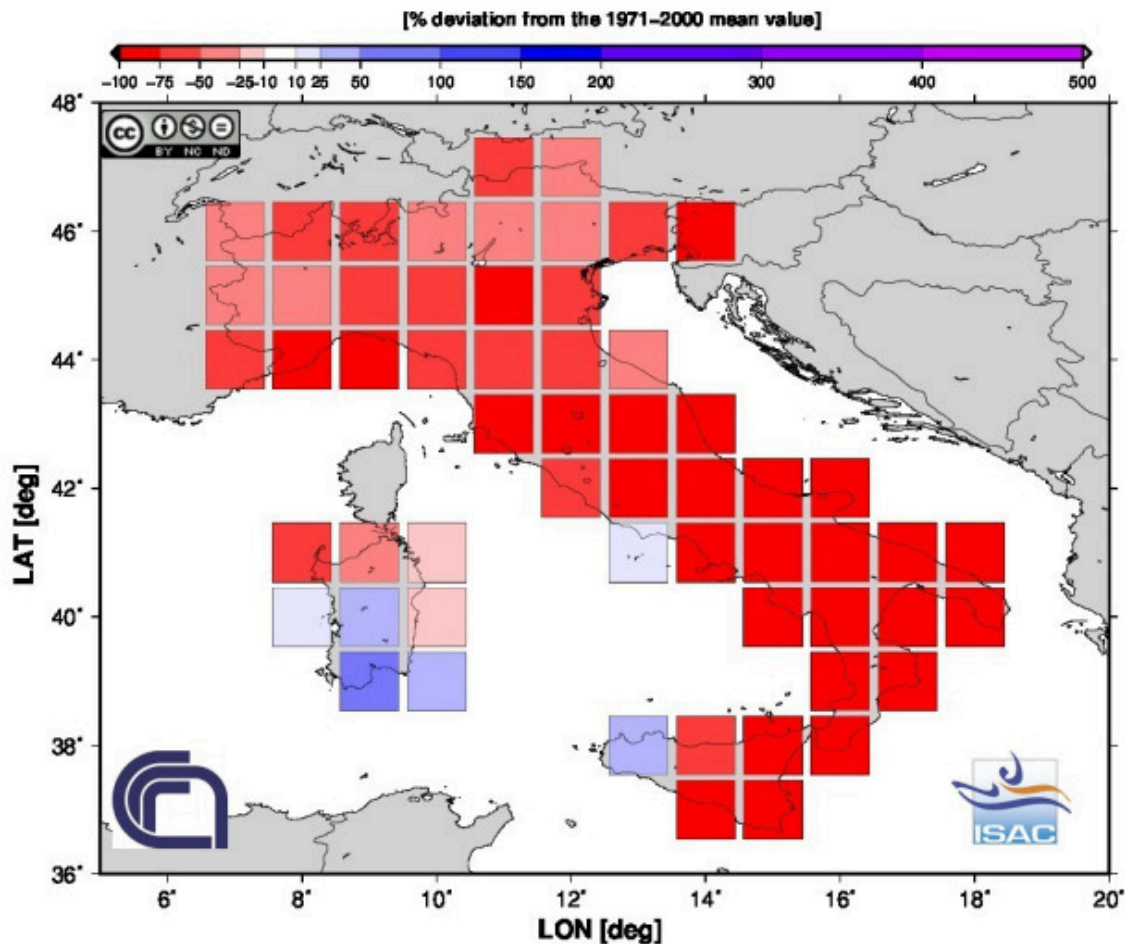 [% deviation from the 1971–2000 mean value]
−100 −75 −50 −25 −10 10 25 50 100 150 200 300 400 500
48°
cc
BY NC ND
46°
44°
42°
LAT [deg]
40°
38°
ISAC
36°
6° 8° 10° 12° 14° 16° 18° 20°
LON [deg]